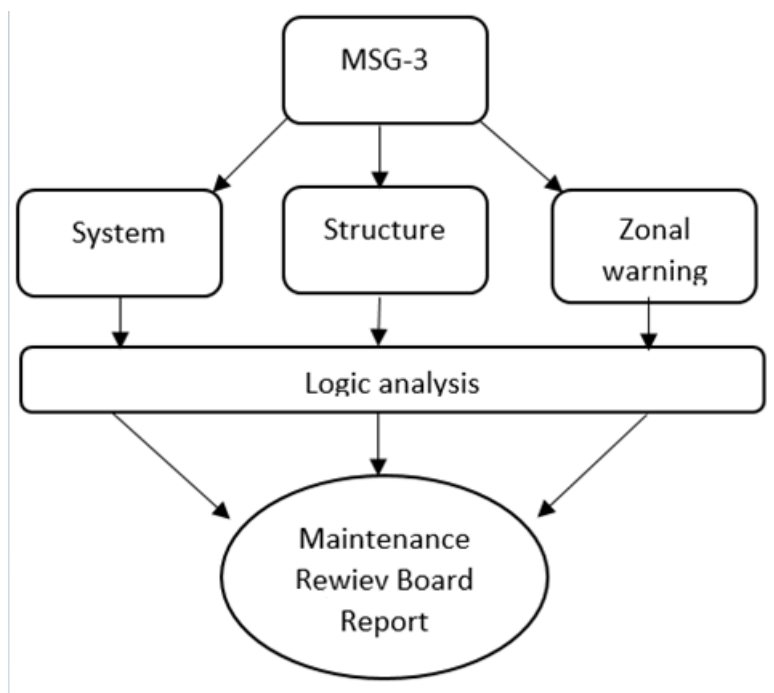 MSG-3
System
Structure
Zonal
warning
Logic analysis
Maintenance
Rewiev Board
Report